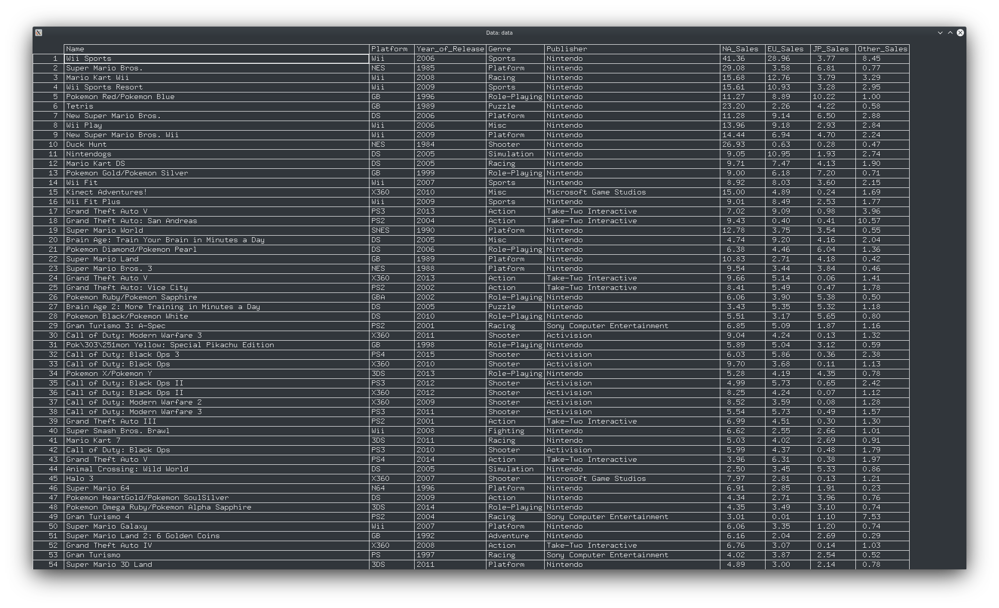 Data: data
Name Platform Year_of_Release Genre Publisher NA_Sales EU_Sales JP_Sales Other_Sales
1 Wii Sports Wii 2006 Sports Nintendo 41.36 28.96 3.77 8.45
2 Super Mario Bros. NES 1985 Platform Nintendo 29.08 3.58 6.81 0.77
3 Mario Kart Wii Wii 2008 Racing Nintendo 15.68 12.76 3.79 3.29
4 Wii Sports Resort Wii 2009 Sports Nintendo 15.61 10.93 3.28 2.95
5 Pokemon Red/Pokemon Blue GB 1996 Role-Playing Nintendo 11.27 8.89 10.22 1.00
6 Tetris GB 1989 Puzzle Nintendo 23.20 2.26 4.22 0.58
7 New Super Mario Bros. DS 2006 Platform Nintendo 11.28 9.14 6.50 2.88
8 Wii Play Wii 2006 Misc Nintendo 13.96 9.18 2.93 2.84
9 New Super Mario Bros. Wii Wii 2009 Platform Nintendo 14.44 6.94 4.70 2.24
10 Duck Hunt NES 1984 Shooter Nintendo 26.93 0.63 0.28 0.47
11 Nintendogs DS 2005 Simulation Nintendo 9.05 10.95 1.93 2.74
12 Mario Kart DS DS 2005 Racing Nintendo 9.71 7.47 4.13 1.90
13 Pokemon Gold/Pokemon Silver GB 1999 Role-Playing Nintendo 9.00 6.18 7.20 0.71
14 Wii Fit Wii 2007 Sports Nintendo 8.92 8.03 3.60 2.15
15 Kinect Adventures! X360 2010 Misc Microsoft Game Studios 15.00 4.89 0.24 1.69
16 Wii Fit Plus Wii 2009 Sports Nintendo 9.01 8.49 2.53 1.77
17 Grand Theft Auto V PS3 2013 Action Take-Two Interactive 7.02 9.09 0.98 3.96
18 Grand Theft Auto: San Andreas PS2 2004 Action Take-Two Interactive 9.43 0.40 0.41 10.57
19 Super Mario World SNES 1990 Platform Nintendo 12.78 3.75 3.54 0.55
20 Brain Age: Train Your Brain in Minutes a Day DS 2005 Misc Nintendo 4.74 9.20 4.16 2.04
21 Pokemon Diamond/Pokemon Pearl DS 2006 Role-Playing Nintendo 6.38 4.46 6.04 1.36
22 Super Mario Land GB 1989 Platform Nintendo 10.83 2.71 4.18 0.42
23 Super Mario Bros. 3 NES 1988 Platform Nintendo 9.54 3.44 3.84 0.46
24 Grand Theft Auto V X360 2013 Action Take-Two Interactive 9.66 5.14 0.06 1.41
25 Grand Theft Auto: Vice City PS2 2002 Action Take-Two Interactive 8.41 5.49 0.47 1.78
26 Pokemon Ruby/Pokemon Sapphire GBA 2002 Role-Playing Nintendo 6.06 3.90 5.38 0.50
27 Brain Age 2: More Training in Minutes a Day DS 2005 Puzzle Nintendo 3.43 5.35 5.32 1.18
28 Pokemon Black/Pokemon White DS 2010 Role-Playing Nintendo 5.51 3.17 5.65 0.80
29 Gran Turismo 3: A-Spec PS2 2001 Racing Sony Computer Entertainment 6.85 5.09 1.87 1.16
30 Call of Duty: Modern Warfare 3 X360 2011 Shooter Activision 9.04 4.24 0.13 1.32
31 Pok\303\251mon Yellow: Special Pikachu Edition GB 1998 Role-Playing Nintendo 5.89 5.04 3.12 0.59
32 Call of Duty: Black Ops 3 PS4 2015 Shooter Activision 6.03 5.86 0.36 2.38
33 Call of Duty: Black Ops X360 2010 Shooter Activision 9.70 3.68 0.11 1.13
34 Pokemon X/Pokemon Y 3DS 2013 Role-Playing Nintendo 5.28 4.19 4.35 0.78
35 Call of Duty: Black Ops II PS3 2012 Shooter Activision 4.99 5.73 0.65 2.42
36 Call of Duty: Black Ops II X360 2012 Shooter Activision 8.25 4.24 0.07 1.12
37 Call of Duty: Modern Warfare 2 X360 2009 Shooter Activision 8.52 3.59 0.08 1.28
38 Call of Duty: Modern Warfare 3 PS3 2011 Shooter Activision 5.54 5.73 0.49 1.57
39 Grand Theft Auto III PS2 2001 Action Take-Two Interactive 6.99 4.51 0.30 1.30
40 Super Smash Bros. Brawl Wii 2008 Fighting Nintendo 6.62 2.55 2.66 1.01
41 Mario Kart 7 3DS 2011 Racing Nintendo 5.03 4.02 2.69 0.91
42 Call of Duty: Black Ops PS3 2010 Shooter Activision 5.99 4.37 0.48 1.79
43 Grand Theft Auto V PS4 2014 Action Take-Two Interactive 3.96 6.31 0.38 1.97
44 Animal Crossing: Wild World DS 2005 Simulation Nintendo 2.50 3.45 5.33 0.86
45 Halo 3 X360 2007 Shooter Microsoft Game Studios 7.97 2.81 0.13 1.21
46 Super Mario 64 N64 1996 Platform Nintendo 6.91 2.85 1.91 0.23
47 Pokemon HeartGold/Pokemon SoulSilver DS 2009 Action Nintendo 4.34 2.71 3.96 0.76
48 Pokemon Omega Ruby/Pokemon Alpha Sapphire 3DS 2014 Role-Playing Nintendo 4.35 3.49 3.10 0.74
49 Gran Turismo 4 PS2 2004 Racing Sony Computer Entertainment 3.01 0.01 1.10 7.53
50 Super Mario Galaxy Wii 2007 Platform Nintendo 6.06 3.35 1.20 0.74
51 Super Mario Land 2: 6 Golden Coins GB 1992 Adventure Nintendo 6.16 2.04 2.69 0.29
52 Grand Theft Auto IV X360 2008 Action Take-Two Interactive 6.76 3.07 0.14 1.03
53 Gran Turismo PS 1997 Racing Sony Computer Entertainment 4.02 3.87 2.54 0.52
54 Super Mario 3D Land 3DS 2011 Platform Nintendo 4.89 3.00 2.14 0.78